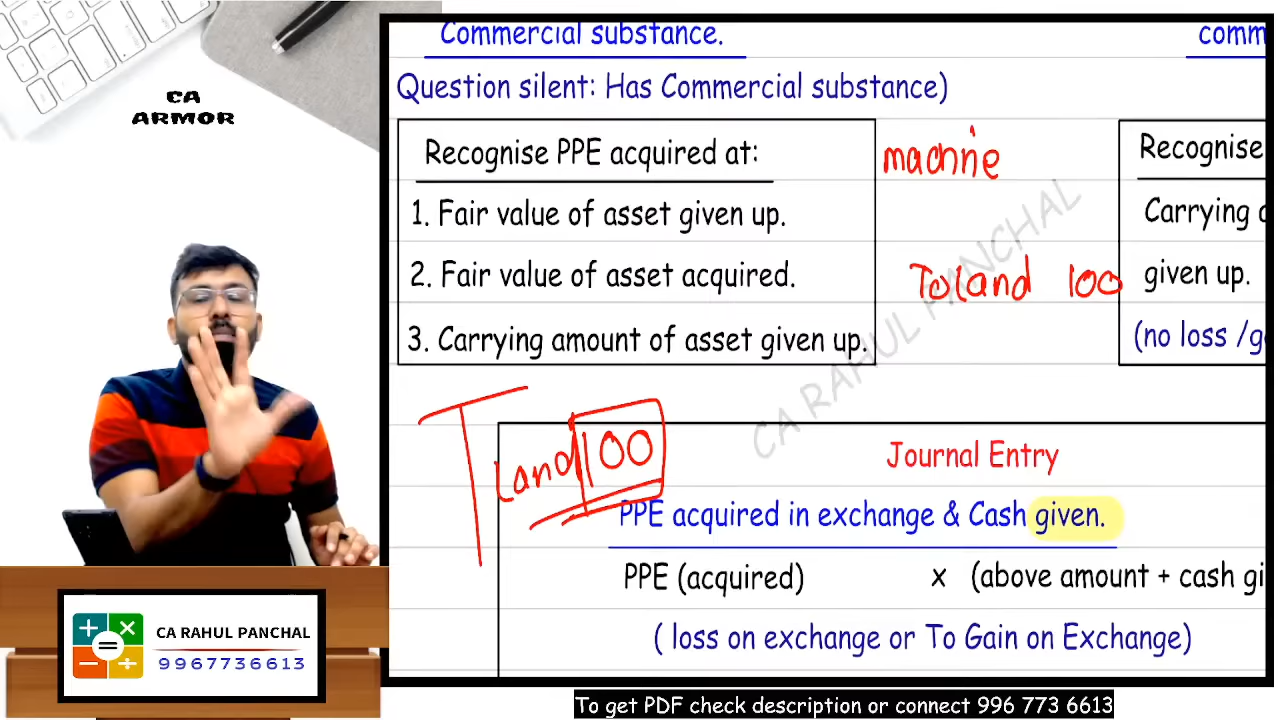 CA
ARMOR
Commercial substance.
comm
Question silent: Has Commercial substance)
Recognise PPE acquired at:
1. Fair value of asset given up.
2. Fair value of asset acquired.
3. Carrying amount of asset given up.
machine
To land 100
Recognise
Carrying a
given up.
(no loss /g
CA RAHUL PANCHAL
Land 100
Journal Entry
PPE acquired in exchange & Cash given.
PPE (acquired) x (above amount + cash gi
( loss on exchange or To Gain on Exchange)
CA RAHUL PANCHAL
9967736613
To get PDF check description or connect 996 773 6613